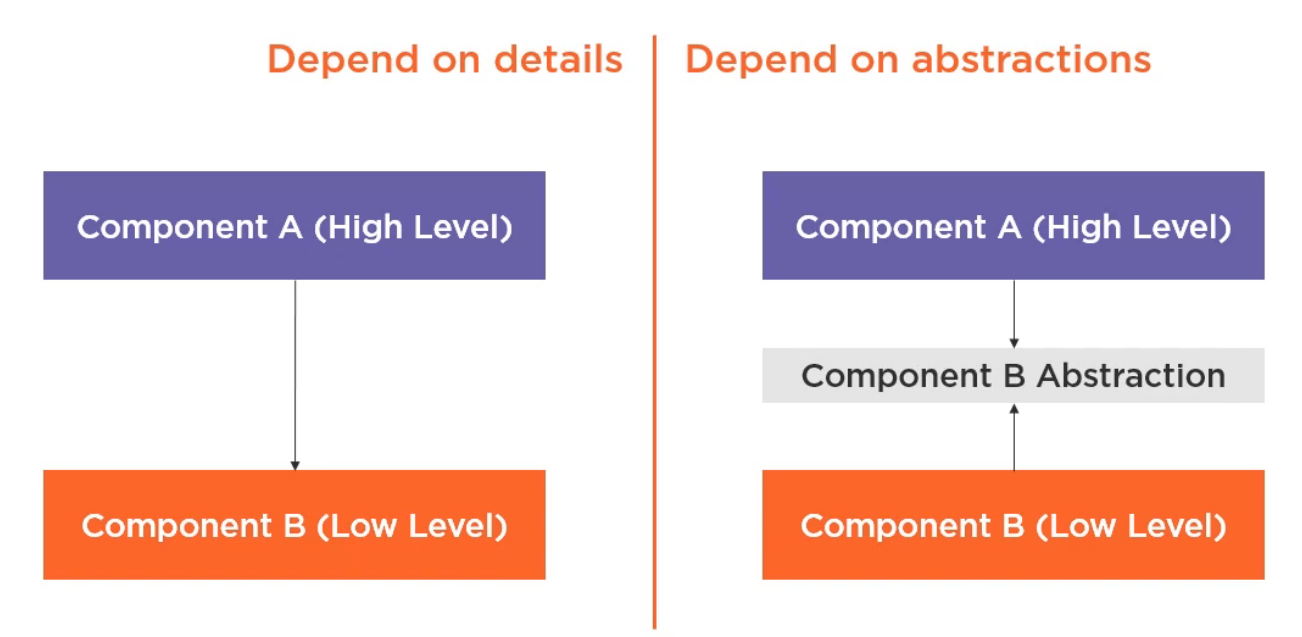 Depend on details
Component A (High Level)
Component B (Low Level)
Depend on abstractions
Component A (High Level)
Component B Abstraction
Component B (Low Level)